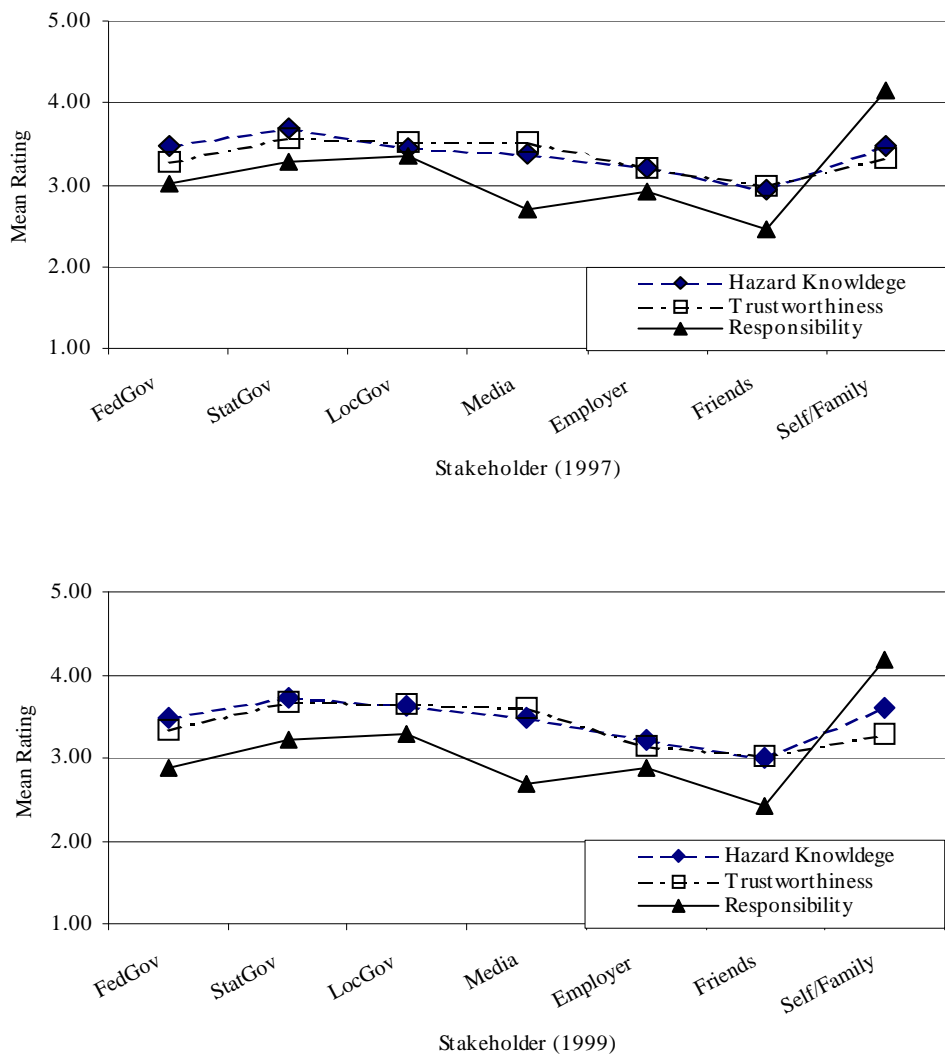 5.00
4.00
3.00
2.00
1.00
Mean Rating
Hazard Knowldege
Trustworthiness
Responsibility
FedGov
StatGov
LocGov
Media
Employer
Friends
Self/Family
Stakeholder (1997)
5.00
4.00
3.00
2.00
1.00
Mean Rating
Hazard Knowldege
Trustworthiness
Responsibility
FedGov
StatGov
LocGov
Media
Employer
Friends
Self/Family
Stakeholder (1999)